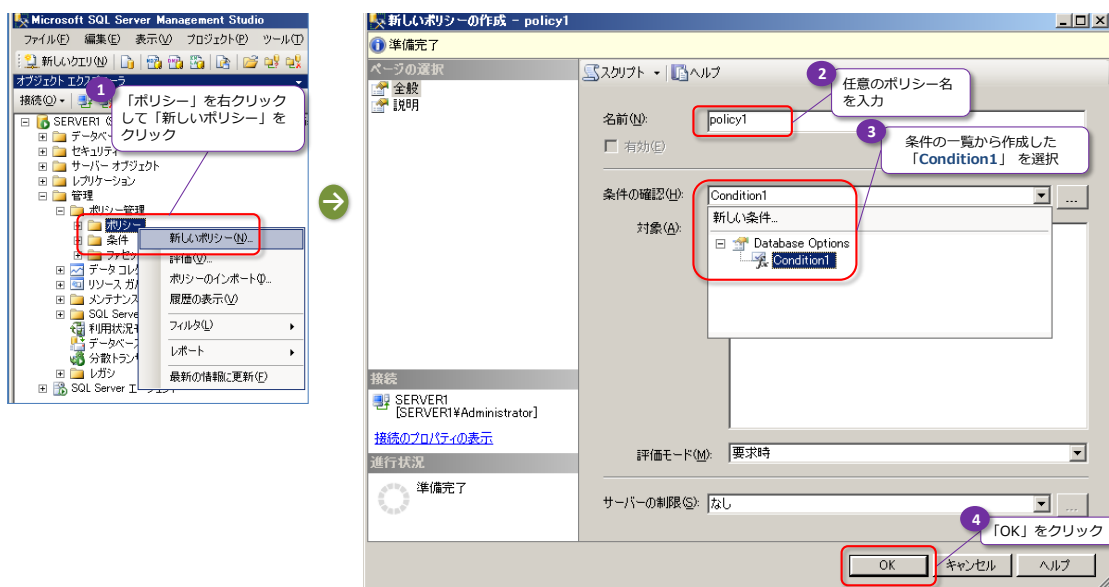 Microsoft SQL Server Management Studio
ファイル(F) 編集(E) 表示(V) プロジェクト(P) ツール(T)
新しいクエリ(N)
オブジェクト エクスプローラ
接続(O)
1
「ポリシー」を右クリック
して「新しいポリシー」を
クリック
SERVER1
データベ
セキュリティ
サーバー オブジェクト
レプリケーション
管理
ポリシー管理
ポリシー
条件
ファセッ
データ コレ
リソース ガ
メンテナンス
SQL Serve
利用状況モ
データベー
分散トラン
レガシ
SQL Server エージェント
新しいポリシー(N)...
評価(V)...
ポリシーのインポート(I)...
履歴の表示(V)
フィルタ(L)
レポート
最新の情報に更新(F)
新しいポリシーの作成 - policy1
準備完了
ページの選択
全般
説明
スクリプト ヘルプ
2
任意のポリシー名
を入力
名前(N): policy1
有効(E)
3
条件の一覧から作成した
「Condition1」 を選択
条件の確認(H): Condition1 ...
新しい条件...
対象(A):
Database Options
Condition1
接続
SERVER1
[SERVER1¥Administrator]
接続のプロパティの表示
進行状況
準備完了
評価モード(M): 要求時
サーバーの制限(S): なし ...
4
「OK」をクリック
OK キャンセル ヘルプ